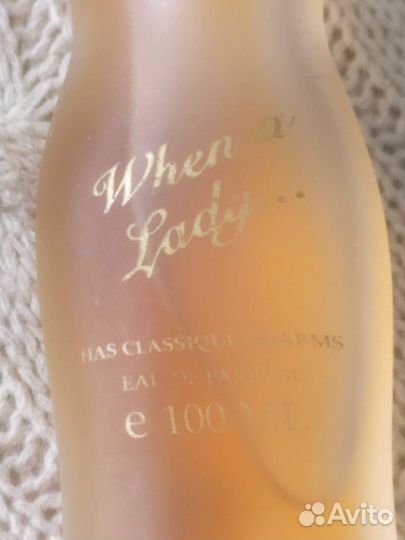 When a
Lady...
HAS CLASSIQUE CHARMS
EAU DE PARFUM
e 100 ML
Avito